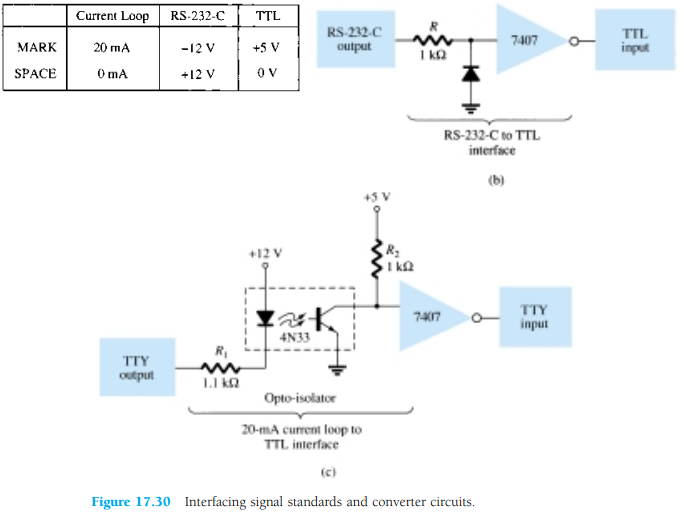 Current Loop RS-232-C TTL
MARK 20 mA −12 V +5 V
SPACE 0 mA +12 V 0 V
RS-232-C
output
R
1 kΩ
7407
TTL
input
RS-232-C to TTL
interface
(b)
+5 V
+12 V
R₂
1 kΩ
4N33
7407
TTY
input
TTY
output
R₁
1.1 kΩ
Opto-isolator
20-mA current loop to
TTL interface
(c)
Figure 17.30 Interfacing signal standards and converter circuits.